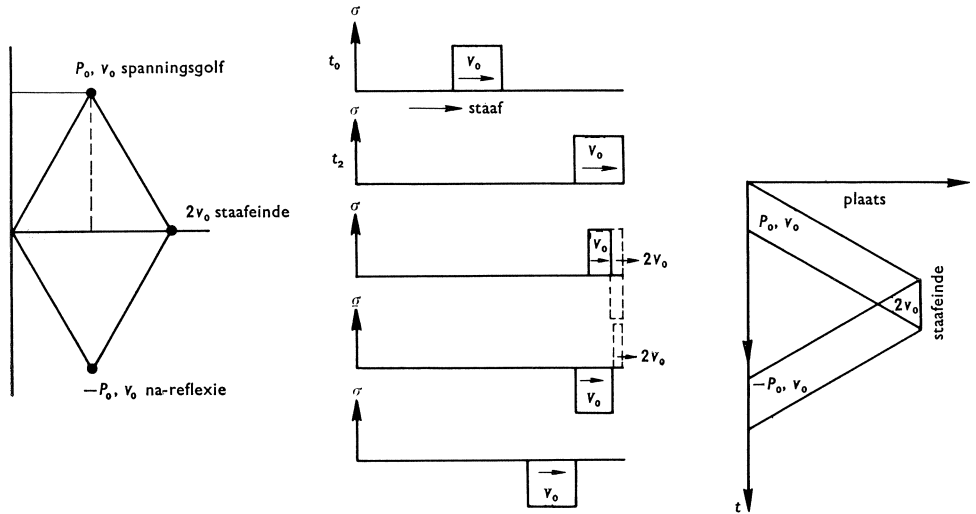 P₀, v₀ spanningsgolf
2v₀ staafeinde
—P₀, v₀ na-reflexie
σ
t₀
v₀
staaf
σ
t₂
v₀
σ
v₀
2v₀
σ
2v₀
v₀
σ
v₀
plaats
P₀, v₀
2v₀
staafeinde
—P₀, v₀
t